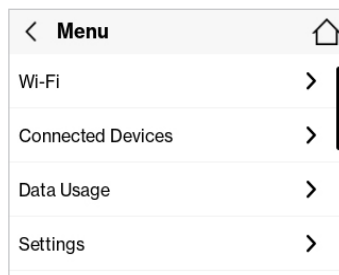 Menu
Wi-Fi
Connected Devices
Data Usage
Settings